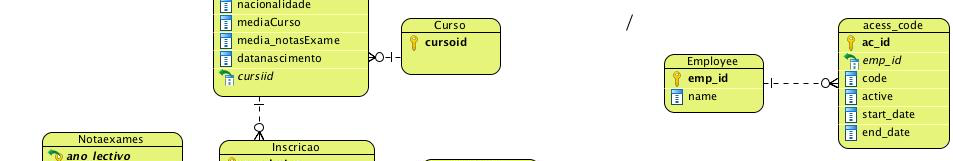 nacionalidade
mediaCurso
media_notasExame
datanascimento
cursiid
Curso
cursoid
Notaexames
ano_lectivo
Inscricao
/
Employee
emp_id
name
acess_code
ac_id
emp_id
code
active
start_date
end_date